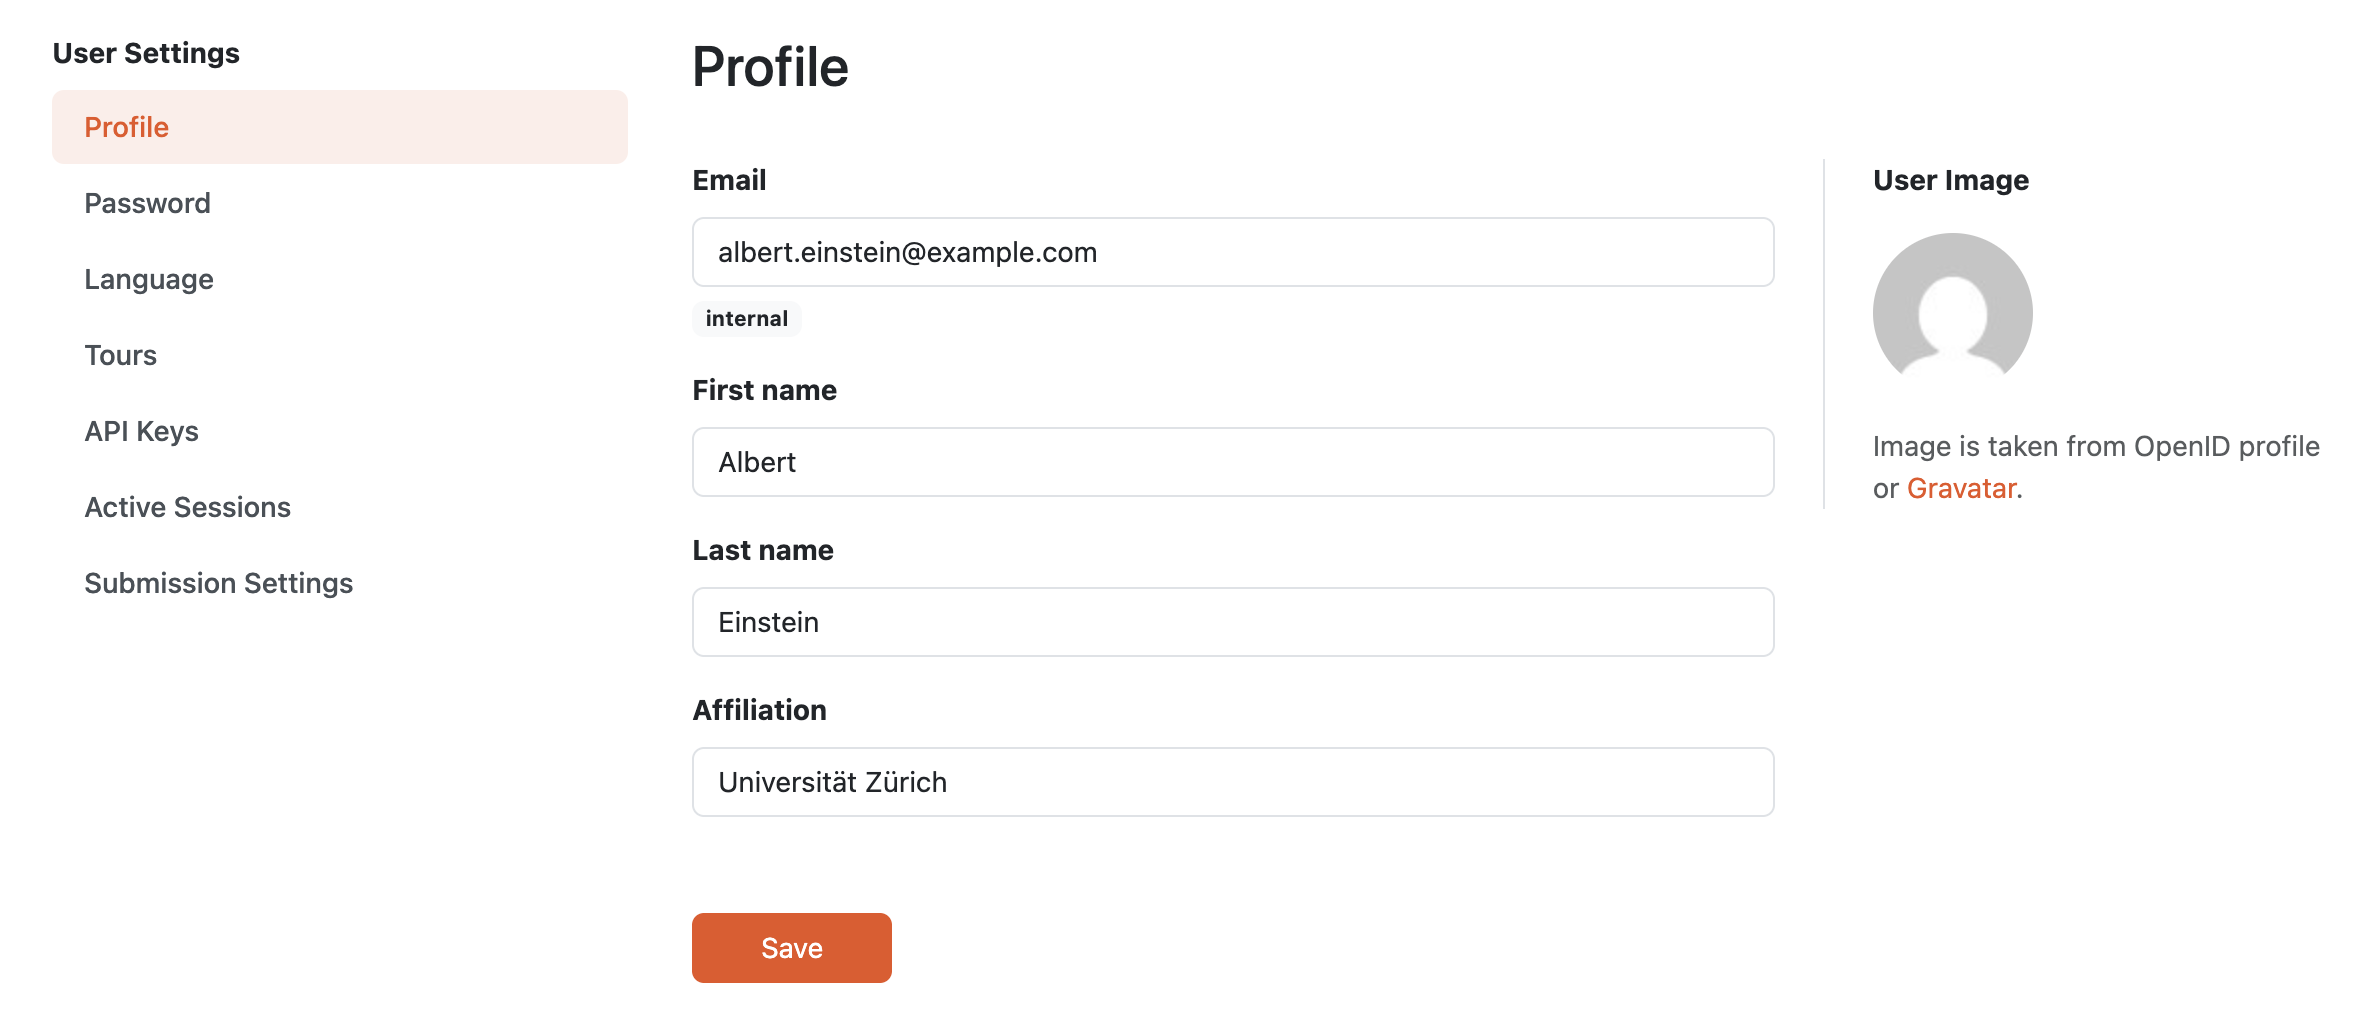 User Settings
Profile
Password
Language
Tours
API Keys
Active Sessions
Submission Settings
Profile
Email
albert.einstein@example.com
internal
First name
Albert
Last name
Einstein
Affiliation
Universität Zürich
Save
User Image
Image is taken from OpenID profile
or Gravatar.